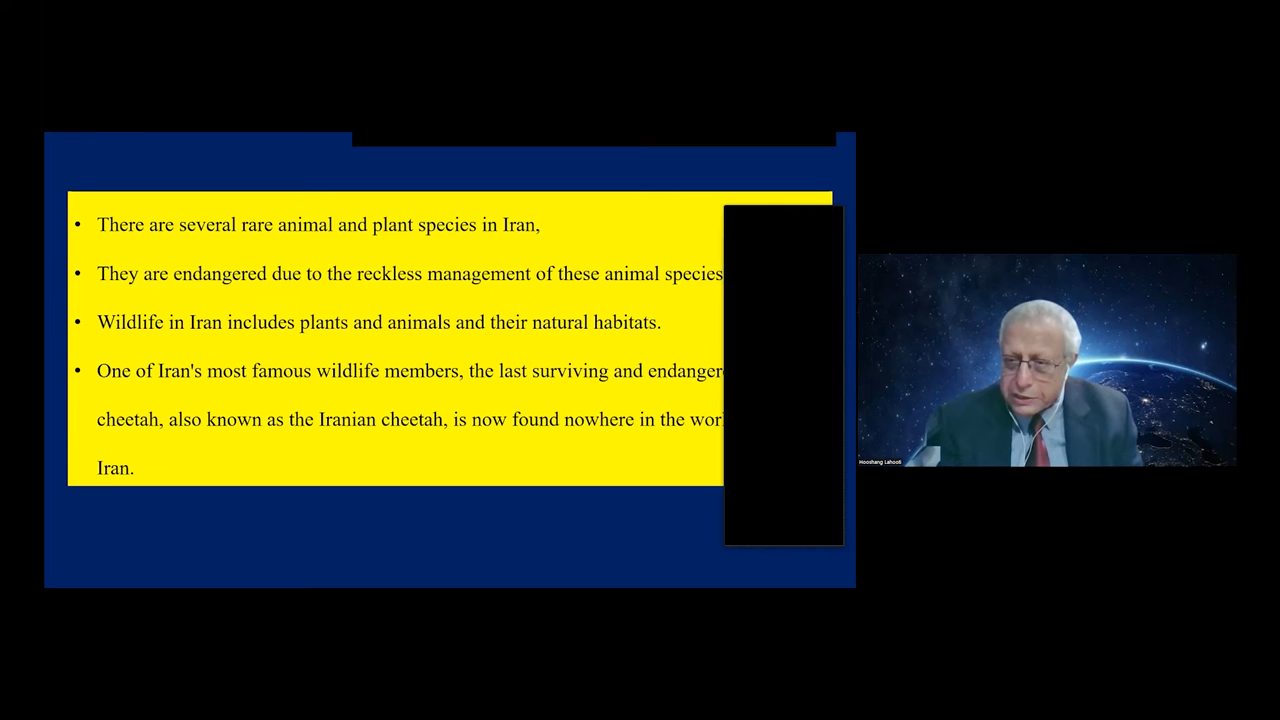 • There are several rare animal and plant species in Iran,
• They are endangered due to the reckless management of these animal species
• Wildlife in Iran includes plants and animals and their natural habitats.
• One of Iran's most famous wildlife members, the last surviving and
cheetah, also known as the Iranian cheetah, is now found nowhere in the
Iran.
Hooshang Lahooti